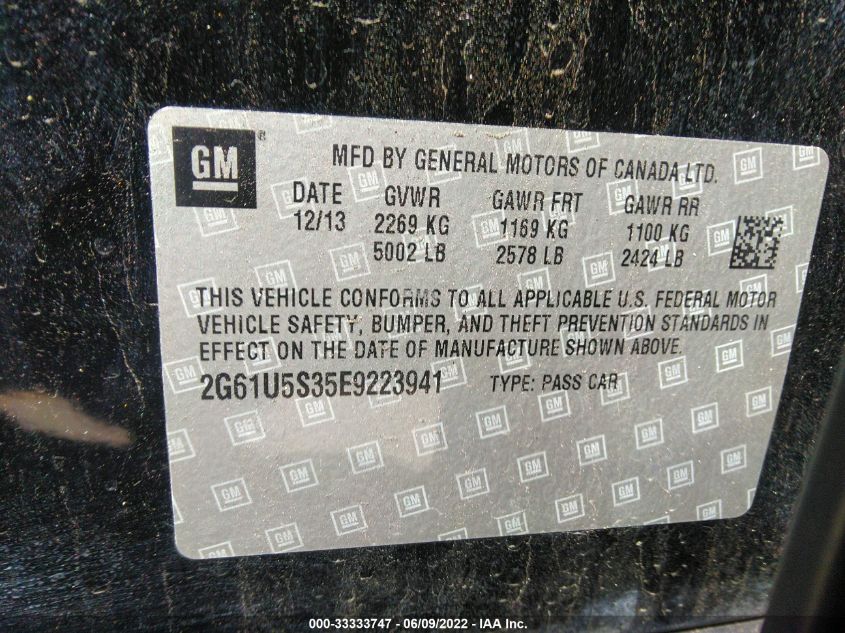 GM ®
MFD BY GENERAL MOTORS OF CANADA LTD.
DATE GVWR GAWR FRT GAWR RR
12/13 2269 KG 1169 KG 1100 KG
5002 LB 2578 LB 2424 LB
THIS VEHICLE CONFORMS TO ALL APPLICABLE U.S. FEDERAL MOTOR
VEHICLE SAFETY, BUMPER, AND THEFT PREVENTION STANDARDS IN
EFFECT ON THE DATE OF MANUFACTURE SHOWN ABOVE.
2G61U5S35E9223941 TYPE: PASS CAR
000-33333747 - 06/09/2022 - IAA Inc.